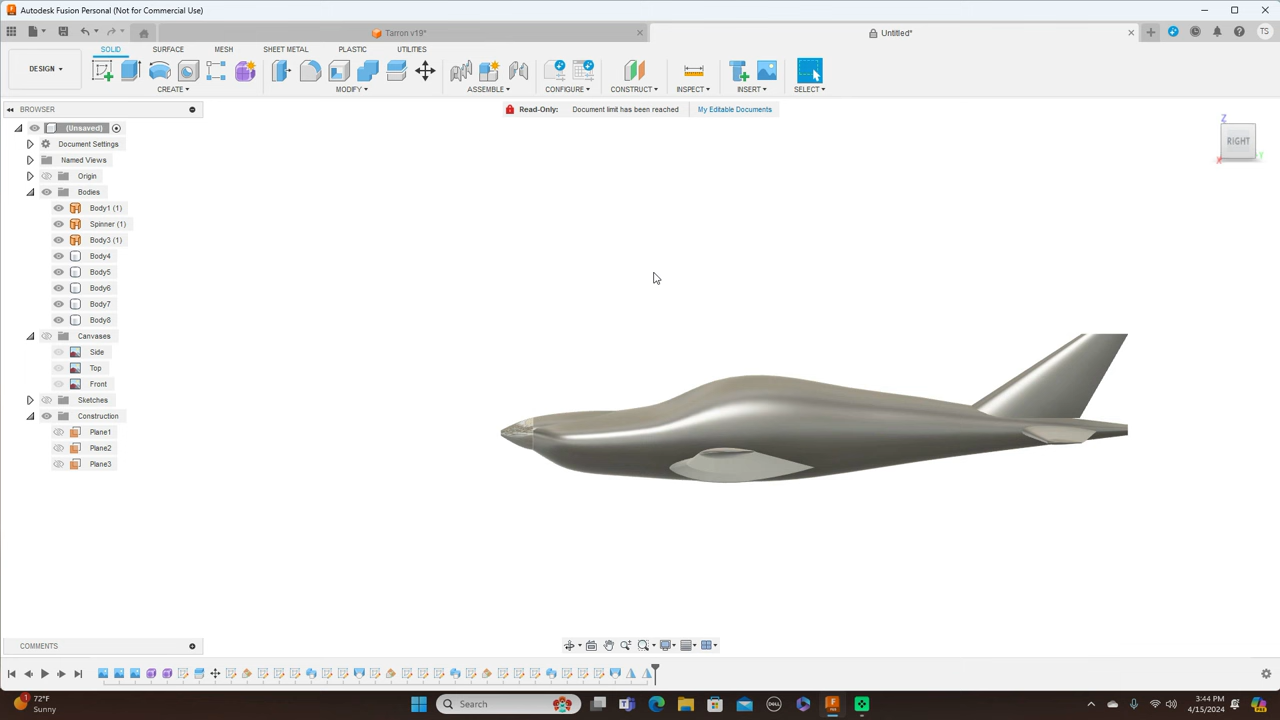 Autodesk Fusion Personal (Not for Commercial Use)
Tarron v19*
Untitled*
TS
DESIGN
SOLID
SURFACE
MESH
SHEET METAL
PLASTIC
UTILITIES
CREATE
MODIFY
ASSEMBLE
CONFIGURE
CONSTRUCT
INSPECT
INSERT
SELECT
BROWSER
Read-Only: Document limit has been reached My Editable Documents
(Unsaved)
Document Settings
Named Views
Origin
Bodies
Body1 (1)
Spinner (1)
Body3 (1)
Body4
Body5
Body6
Body7
Body8
Canvases
Side
Top
Front
Sketches
Construction
Plane1
Plane2
Plane3
Z
RIGHT
X
Y
COMMENTS
72°F
Sunny
Search
DELL
3:44 PM
4/15/2024